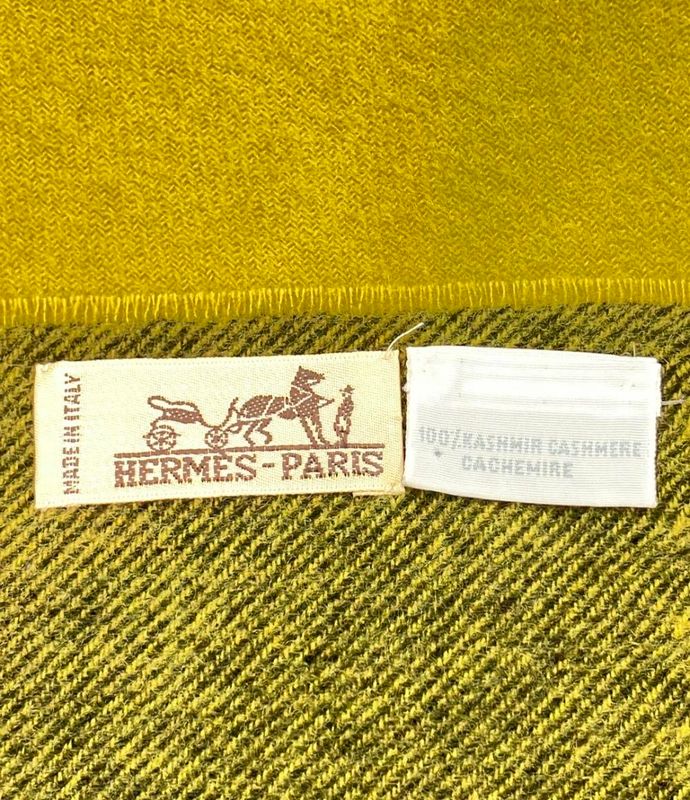 MADE IN ITALY
HERMES-PARIS
100/KASHMIR CASHMERE
CACHEMIRE